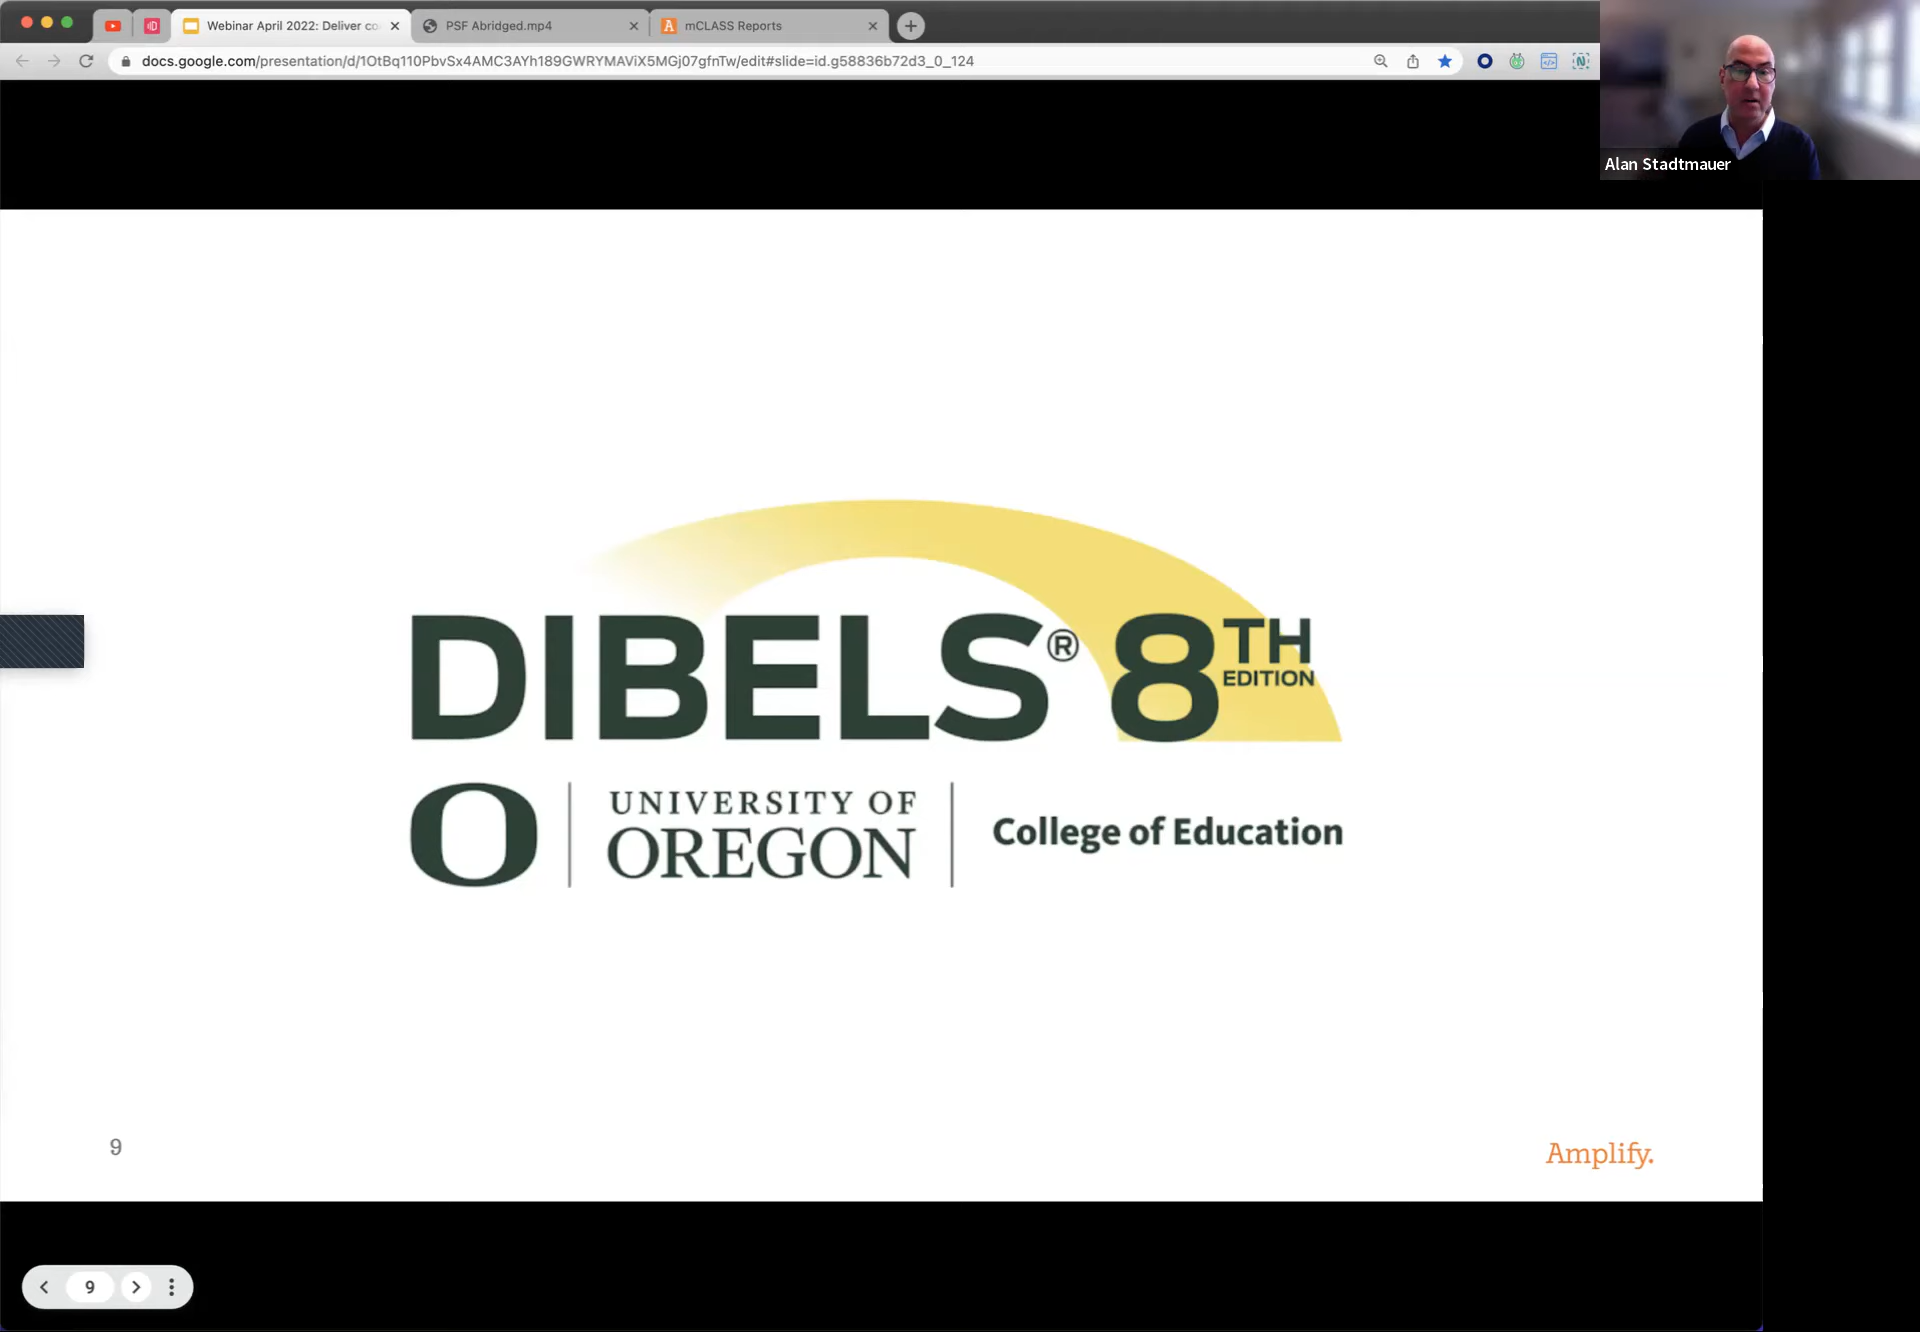 Webinar April 2022: Deliver co
PSF Abridged.mp4
mCLASS Reports
docs.google.com/presentation/d/1OtBq110PbvSx4AMC3AYh189GWRYMAViX5MGj07gfnTw/edit#slide=id.g58836b72d3_0_124
Alan Stadtmauer
DIBELS® 8TH
EDITION
O
UNIVERSITY OF
OREGON
College of Education
9
Amplify.
9